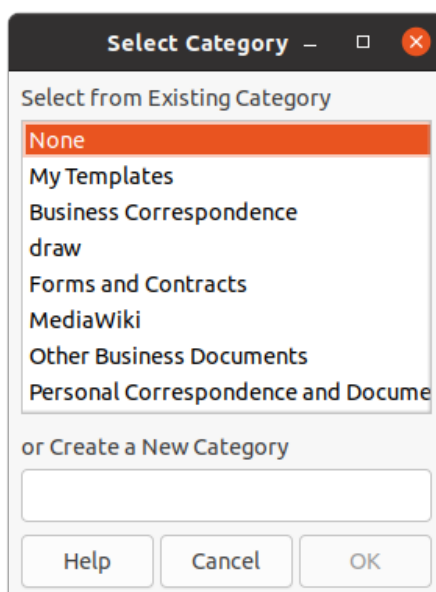 Select Category
Select from Existing Category
None
My Templates
Business Correspondence
draw
Forms and Contracts
MediaWiki
Other Business Documents
Personal Correspondence and Docume
or Create a New Category
Help Cancel OK